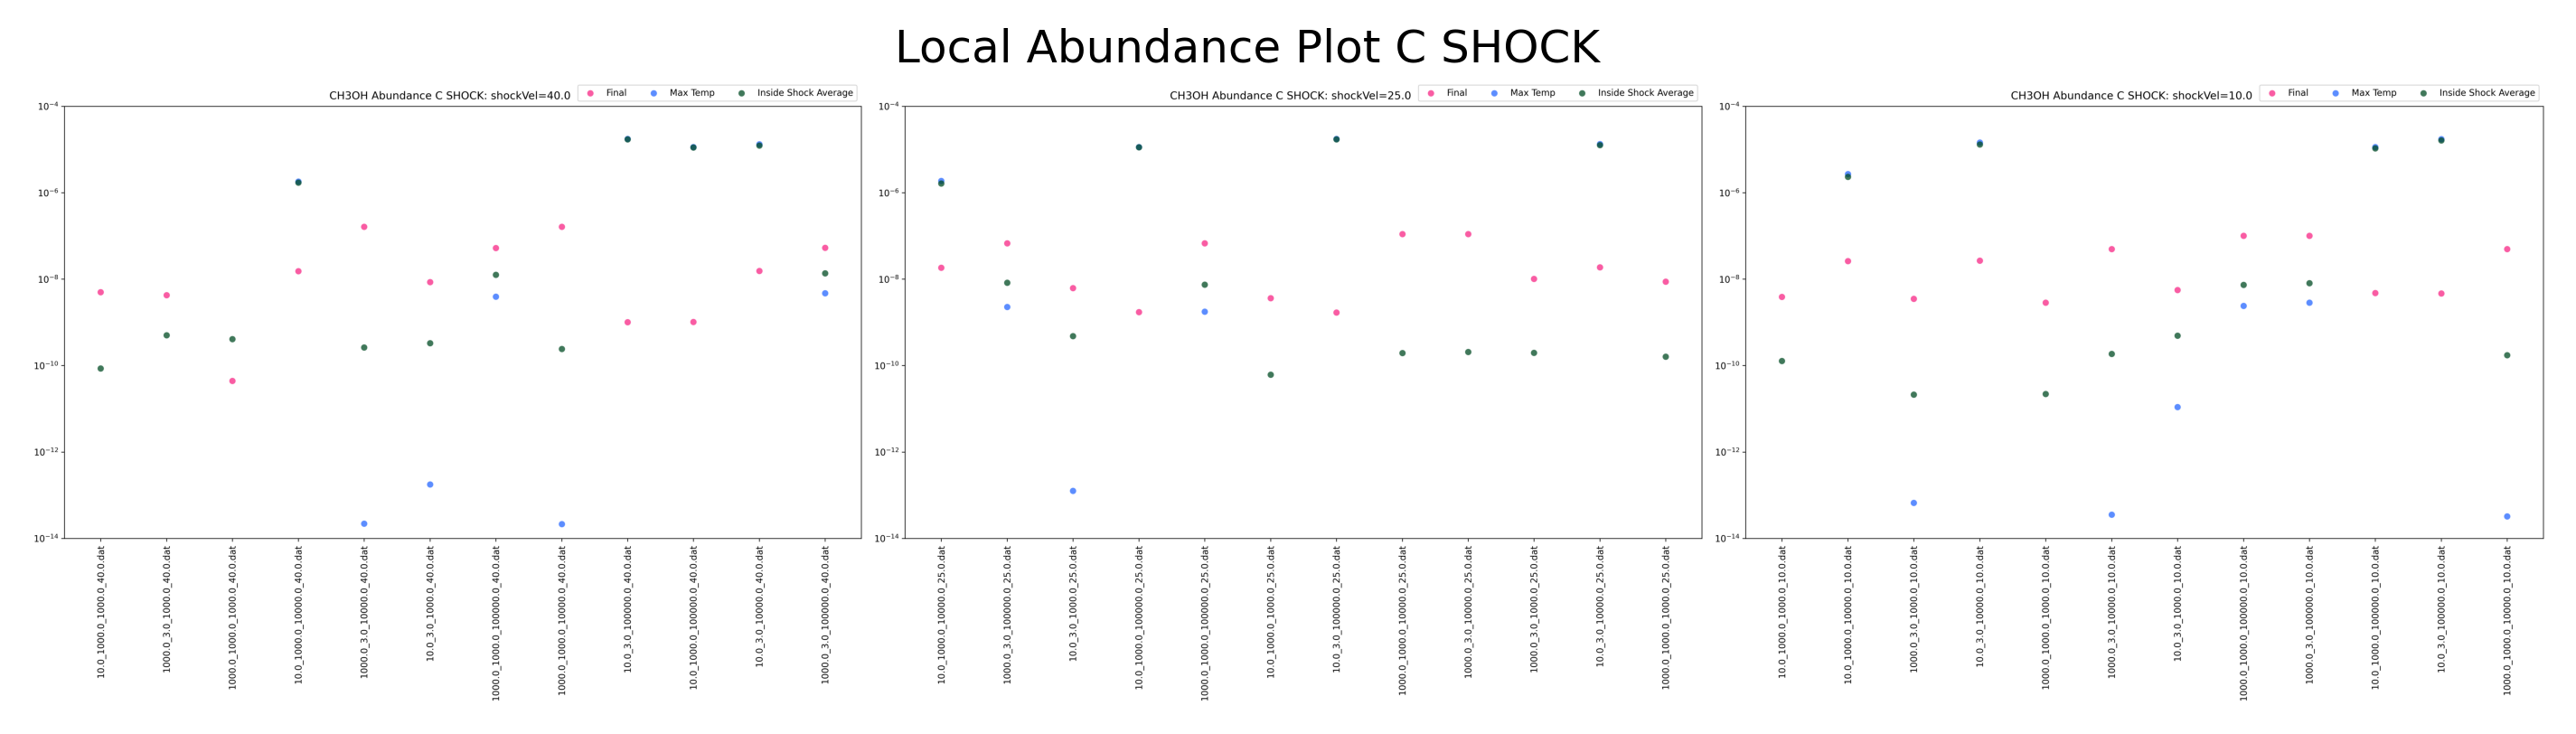 Local Abundance Plot C SHOCK
CH3OH Abundance C SHOCK: shockVel=40.0
Final Max Temp Inside Shock Average
10⁻⁴
10⁻⁶
10⁻⁸
10⁻¹⁰
10⁻¹²
10⁻¹⁴
10.0_1000.0_1000.0_40.0.dat
1000.0_3.0_1000.0_40.0.dat
1000.0_1000.0_1000.0_40.0.dat
10.0_1000.0_10000.0_40.0.dat
1000.0_3.0_10000.0_40.0.dat
10.0_3.0_1000.0_40.0.dat
1000.0_1000.0_100000.0_40.0.dat
1000.0_1000.0_10000.0_40.0.dat
10.0_3.0_100000.0_40.0.dat
10.0_1000.0_100000.0_40.0.dat
10.0_3.0_10000.0_40.0.dat
1000.0_3.0_100000.0_40.0.dat
CH3OH Abundance C SHOCK: shockVel=25.0
Final Max Temp Inside Shock Average
10⁻⁴
10⁻⁶
10⁻⁸
10⁻¹⁰
10⁻¹²
10⁻¹⁴
10.0_1000.0_10000.0_25.0.dat
1000.0_3.0_100000.0_25.0.dat
10.0_3.0_1000.0_25.0.dat
10.0_1000.0_100000.0_25.0.dat
1000.0_1000.0_100000.0_25.0.dat
10.0_1000.0_1000.0_25.0.dat
10.0_3.0_100000.0_25.0.dat
1000.0_1000.0_10000.0_25.0.dat
1000.0_3.0_10000.0_25.0.dat
1000.0_3.0_1000.0_25.0.dat
10.0_3.0_10000.0_25.0.dat
1000.0_1000.0_1000.0_25.0.dat
CH3OH Abundance C SHOCK: shockVel=10.0
Final Max Temp Inside Shock Average
10⁻⁴
10⁻⁶
10⁻⁸
10⁻¹⁰
10⁻¹²
10⁻¹⁴
10.0_1000.0_1000.0_10.0.dat
10.0_1000.0_10000.0_10.0.dat
1000.0_3.0_1000.0_10.0.dat
10.0_3.0_10000.0_10.0.dat
1000.0_1000.0_1000.0_10.0.dat
1000.0_3.0_10000.0_10.0.dat
10.0_3.0_1000.0_10.0.dat
1000.0_1000.0_100000.0_10.0.dat
1000.0_3.0_100000.0_10.0.dat
10.0_1000.0_100000.0_10.0.dat
10.0_3.0_100000.0_10.0.dat
1000.0_1000.0_10000.0_10.0.dat